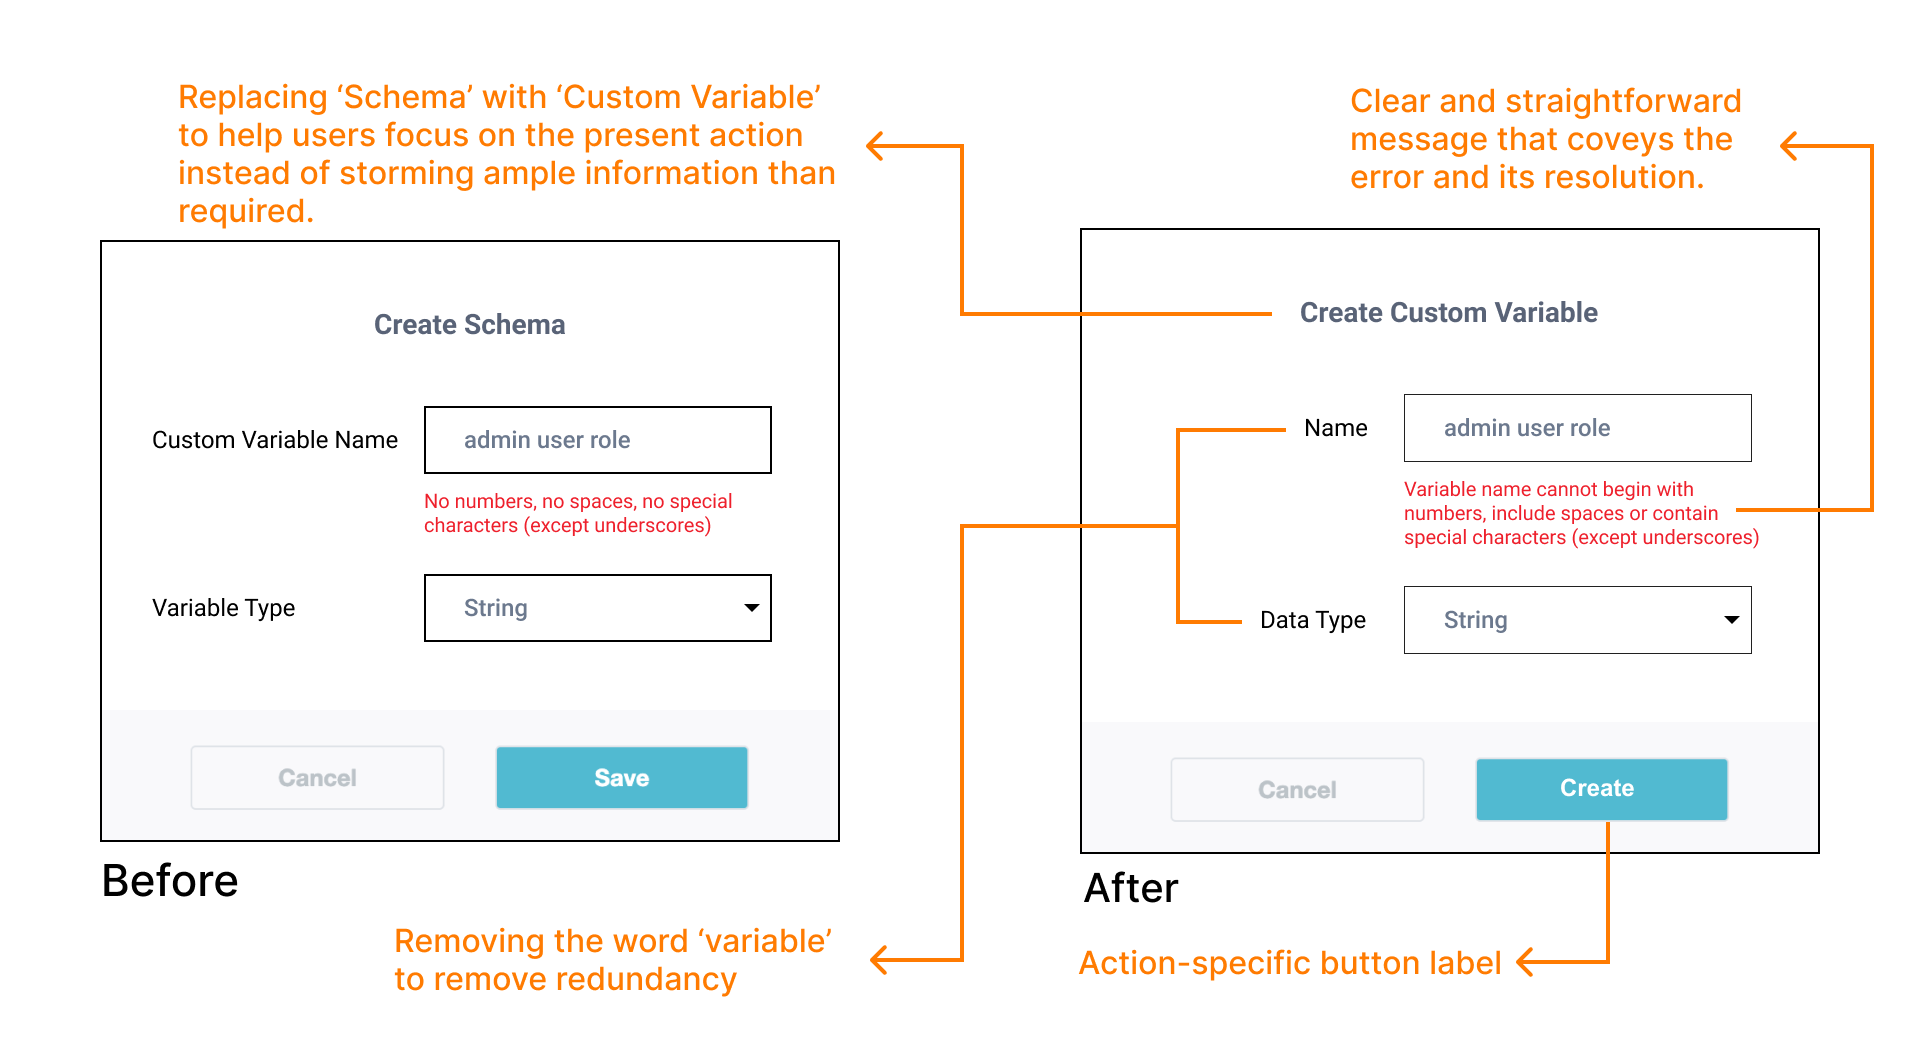 Replacing ‘Schema’ with ‘Custom Variable’
to help users focus on the present action
instead of storming ample information than
required.
Clear and straightforward
message that coveys the
error and its resolution.
Create Schema
Custom Variable Name
admin user role
No numbers, no spaces, no special
characters (except underscores)
Variable Type
String
Cancel
Save
Before
Create Custom Variable
Name
admin user role
Variable name cannot begin with
numbers, include spaces or contain
special characters (except underscores)
Data Type
String
Cancel
Create
After
Removing the word ‘variable’
to remove redundancy
Action-specific button label